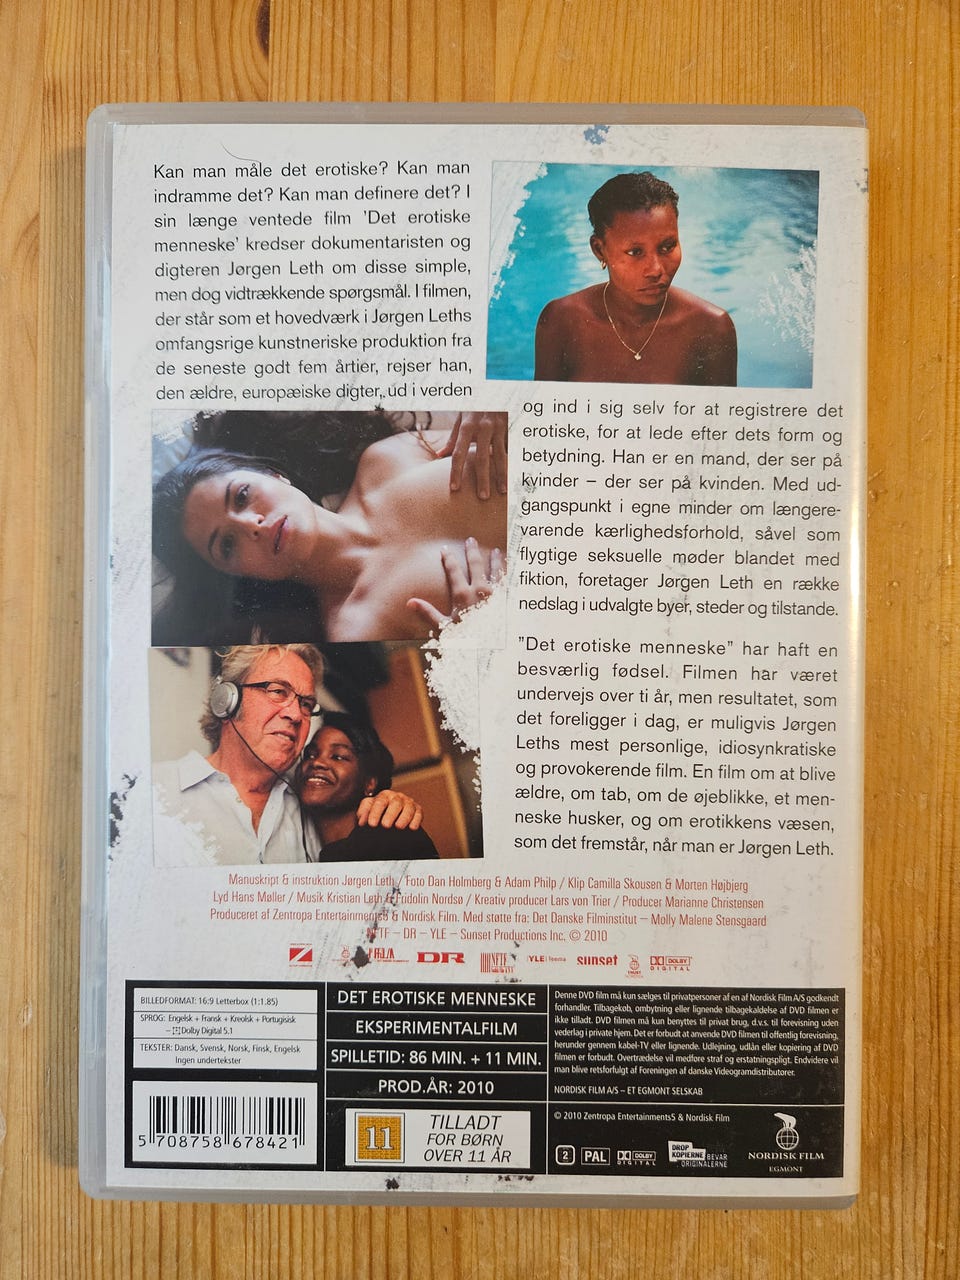 Kan man måle det erotiske? Kan man
indramme det? Kan man definere det? I
sin længe ventede film 'Det erotiske
menneske' kredser dokumentaristen og
digteren Jørgen Leth om disse simple,
men dog vidtrækkende spørgsmål. I filmen,
der står som et hovedværk i Jørgen Leths
omfangsrige kunstneriske produktion fra
de seneste godt fem årtier, rejser han,
den ældre, europæiske digter, ud i verden
og ind i sig selv for at registrere det
erotiske, for at lede efter dets form og
betydning. Han er en mand, der ser på
kvinder – der ser på kvinden. Med ud-
gangspunkt i egne minder om længere-
varende kærlighedsforhold, såvel som
flygtige seksuelle møder blandet med
fiktion, foretager Jørgen Leth en række
nedslag i udvalgte byer, steder og tilstande.
"Det erotiske menneske" har haft en
besværlig fødsel. Filmen har været
undervejs over ti år, men resultatet, som
det foreligger i dag, er muligvis Jørgen
Leths mest personlige, idiosynkratiske
og provokerende film. En film om at blive
ældre, om tab, om de øjeblikke, et men-
neske husker, og om erotikkens væsen,
som det fremstår, når man er Jørgen Leth.
Manuskript & instruktion Jørgen Leth / Foto Dan Holmberg & Adam Philp / Klip Camilla Skousen & Morten Højbjerg
Lyd Hans Møller / Musik Kristian Leth & Fridolin Nordsø / Kreativ producer Lars von Trier / Producer Marianne Christensen
Produceret af Zentropa Entertainments5 & Nordisk Film. Med støtte fra: Det Danske Filminstitut – Molly Malene Stensgaard
NFTF – DR – YLE – Sunset Productions Inc. © 2010
DR NFTF YLE teema sunset DOLBY DIGITAL
BILLEDFORMAT: 16:9 Letterbox (1:1.85)
SPROG: Engelsk + Fransk + Kreolsk + Portugisisk
– Dolby Digital 5.1
TEKSTER: Dansk, Svensk, Norsk, Finsk, Engelsk
Ingen undertekster
5 708758 678421
DET EROTISKE MENNESKE
EKSPERIMENTALFILM
SPILLETID: 86 MIN. + 11 MIN.
PROD.ÅR: 2010
11
TILLADT
FOR BØRN
OVER 11 ÅR
Denne DVD film må kun sælges til privatpersoner af en af Nordisk Film A/S godkendt
forhandler. Tilbagekøb, ombytning eller lignende tilbagekaldelse af DVD filmen er
ikke tilladt. DVD filmen må kun benyttes til privat brug, d.v.s. til forevisning uden
vederlag i private hjem. Det er forbudt at anvende DVD filmen til offentlig forevisning,
herunder gennem kabel-TV eller lignende. Udlejning, udlån eller kopiering af DVD
filmen er forbudt. Overtrædelse vil medføre straf og erstatningspligt. Endvidere vil
man blive retsforfulgt af Foreningen af danske Videogramdistributører.
NORDISK FILM A/S – ET EGMONT SELSKAB
© 2010 Zentropa Entertainments5 & Nordisk Film
2 PAL DOLBY DIGITAL DROP KOPIERNE BEVAR ORIGINALERNE
NORDISK FILM
EGMONT